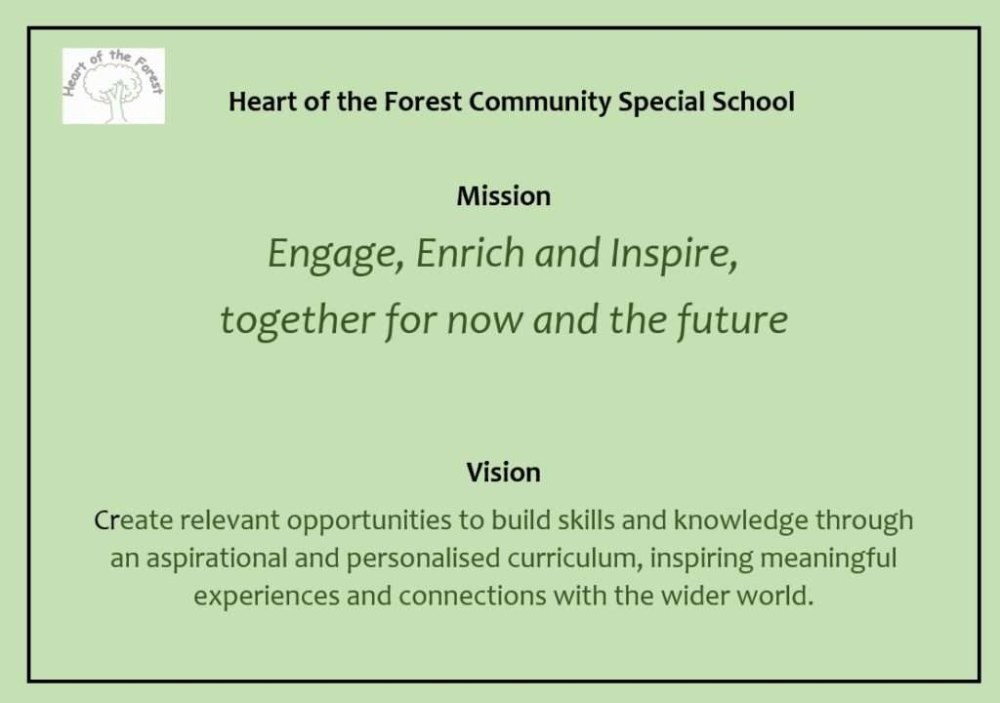 Heart of the Forest
Heart of the Forest Community Special School
Mission
Engage, Enrich and Inspire,
together for now and the future
Vision
Create relevant opportunities to build skills and knowledge through
an aspirational and personalised curriculum, inspiring meaningful
experiences and connections with the wider world.